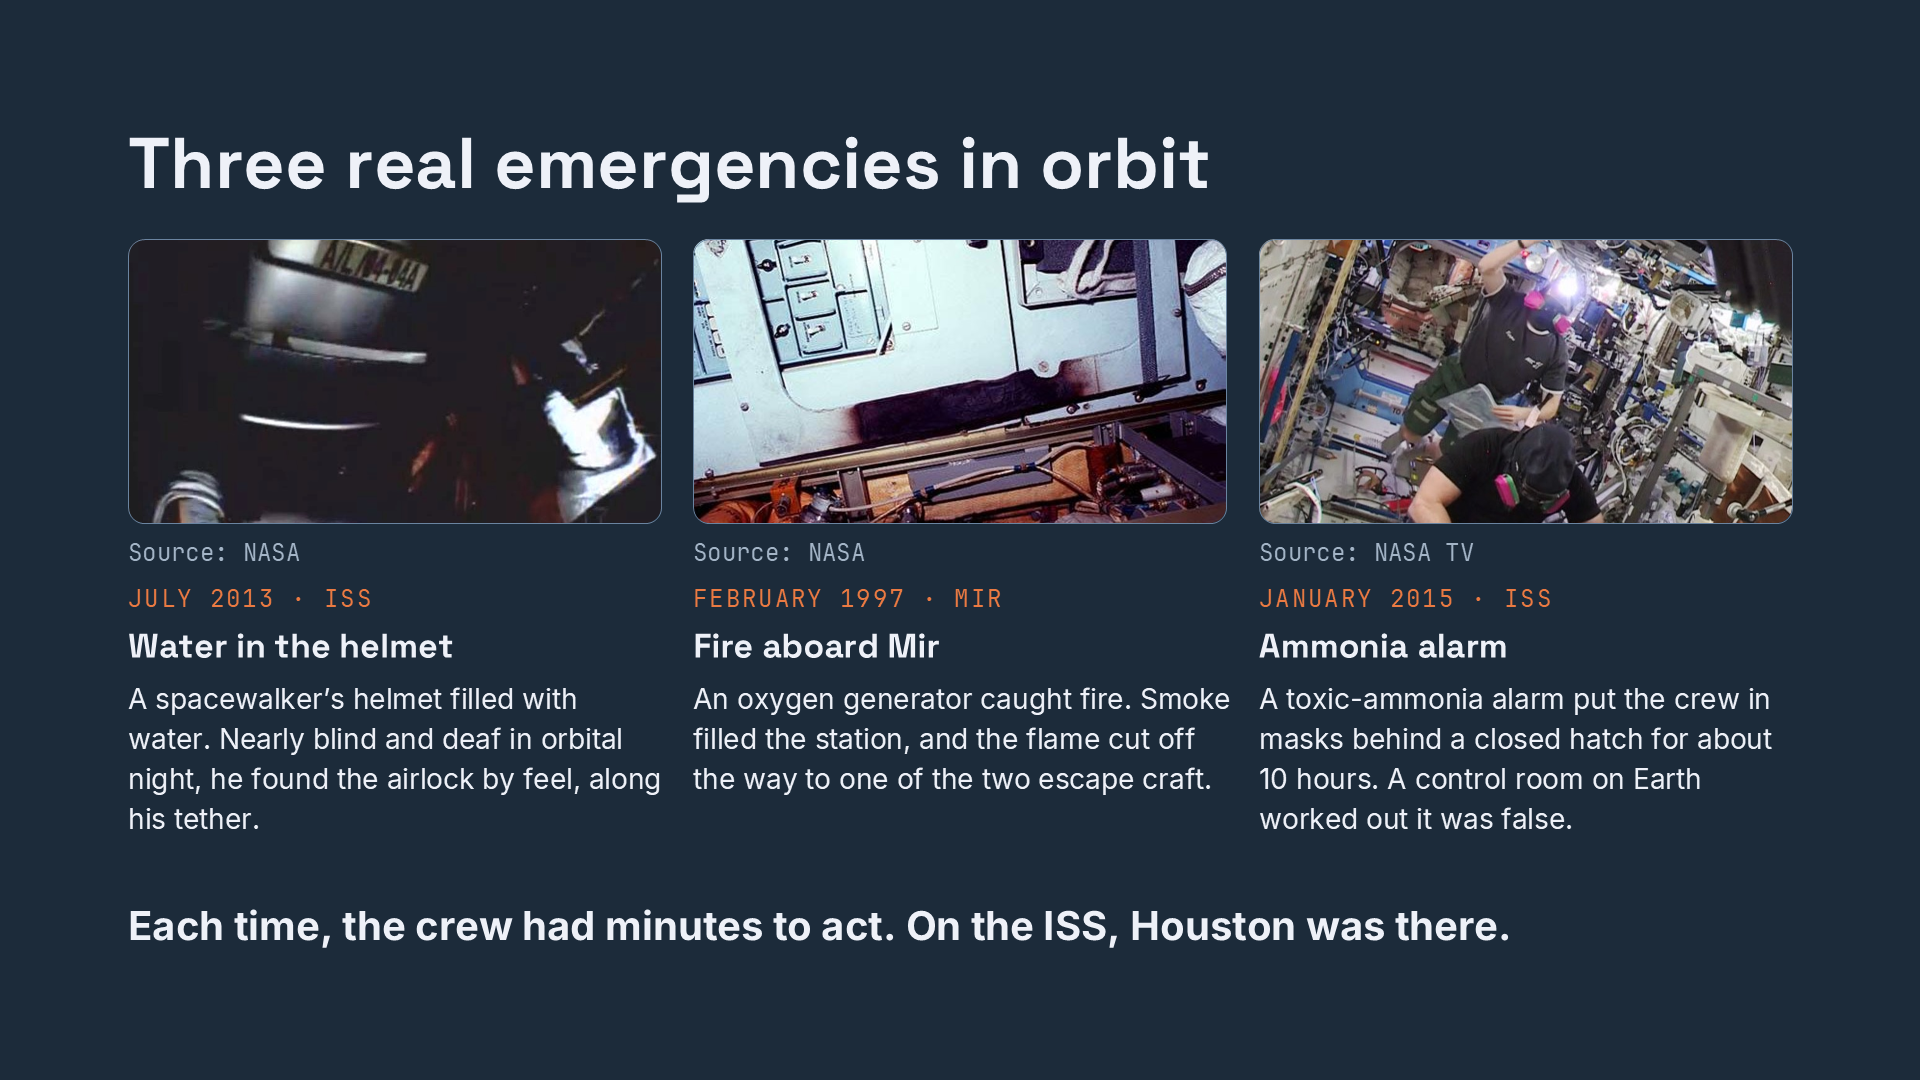 Three real emergencies in orbit
Source: NASA
JULY 2013 · ISS
Water in the helmet
A spacewalker’s helmet filled with
water. Nearly blind and deaf in orbital
night, he found the airlock by feel, along
his tether.
Source: NASA
FEBRUARY 1997 · MIR
Fire aboard Mir
An oxygen generator caught fire. Smoke
filled the station, and the flame cut off
the way to one of the two escape craft.
Source: NASA TV
JANUARY 2015 · ISS
Ammonia alarm
A toxic-ammonia alarm put the crew in
masks behind a closed hatch for about
10 hours. A control room on Earth
worked out it was false.
Each time, the crew had minutes to act. On the ISS, Houston was there.